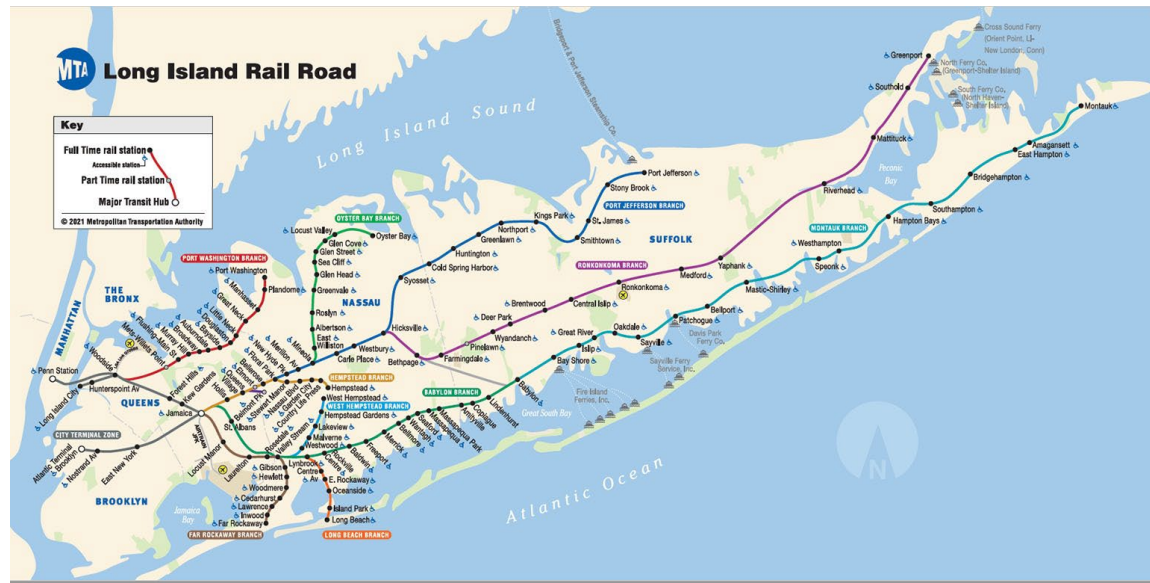 MTA Long Island Rail Road
Key
Full Time rail station
Accessible station
Part Time rail station
Major Transit Hub
© 2021 Metropolitan Transportation Authority
Long Island Sound
Bridgeport & Port Jefferson Steamship Co.
Cross Sound Ferry
(Orient Point, LI-
New London, Conn)
North Ferry Co.
(Greenport-Shelter Island)
South Ferry Co.
(North Haven-
Shelter Island)
Greenport
Southold
Mattituck
Riverhead
Peconic
Bay
Montauk
Amagansett
East Hampton
Bridgehampton
Southampton
Hampton Bays
MONTAUK BRANCH
Westhampton
Speonk
Mastic-Shirley
Bellport
Patchogue
Davis Park
Ferry Co.
Sayville
Sayville Ferry
Service, Inc.
Oakdale
Great River
Islip
Bay Shore
Fire Island
Ferries, Inc.
Great South Bay
Babylon
Port Jefferson
Stony Brook
PORT JEFFERSON BRANCH
St. James
Smithtown
Kings Park
Northport
Greenlawn
Huntington
Cold Spring Harbor
Syosset
Hicksville
SUFFOLK
RONKONKOMA BRANCH
Yaphank
Medford
Ronkonkoma
Central Islip
Brentwood
Deer Park
Wyandanch
Pinelawn
Farmingdale
Bethpage
OYSTER BAY BRANCH
Locust Valley
Oyster Bay
Glen Cove
Glen Street
Sea Cliff
Glen Head
Greenvale
Roslyn
Albertson
East
Williston
NASSAU
Westbury
Carle Place
Mineola
Merillon Av
New Hyde Pk
Floral Park
Bellerose
Elmont
Queens
Village
Hollis
PORT WASHINGTON BRANCH
Port Washington
Plandome
Manhasset
Great Neck
Little Neck
Douglaston
Bayside
Auburndale
Broadway
Murray Hill
Flushing-Main St
Mets-Willets Point
THE
BRONX
MANHATTAN
Woodside
Penn Station
Long Island City
Hunterspoint Av
QUEENS
Forest Hills
Kew Gardens
Jamaica
CITY TERMINAL ZONE
Atlantic Terminal
Brooklyn
Nostrand Av
East New York
BROOKLYN
HEMPSTEAD BRANCH
Hempstead
Country Life Press
Garden City
Nassau Blvd
Stewart Manor
Belmont Pk
St. Albans
WEST HEMPSTEAD BRANCH
West Hempstead
Hempstead Gardens
Lakeview
Malverne
Westwood
Valley Stream
Rosedale
Laurelton
Locust Manor
BABYLON BRANCH
Lindenhurst
Copiague
Amityville
Massapequa Park
Massapequa
Seaford
Wantagh
Bellmore
Merrick
Freeport
Baldwin
Rockville
Centre
Lynbrook
Centre
Av
E. Rockaway
Oceanside
Island Park
Long Beach
LONG BEACH BRANCH
Gibson
Hewlett
Woodmere
Cedarhurst
Lawrence
Inwood
Far Rockaway
FAR ROCKAWAY BRANCH
Jamaica
Bay
Atlantic Ocean
N